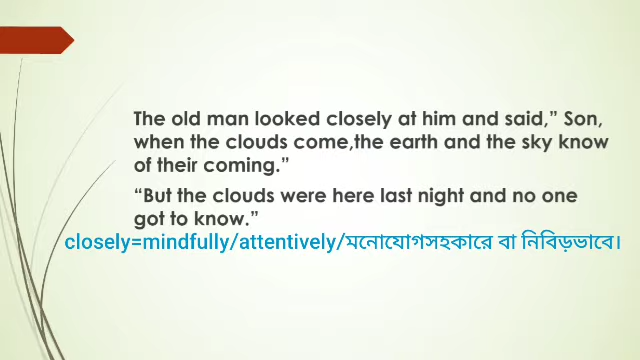 The old man looked closely at him and said,” Son,
when the clouds come,the earth and the sky know
of their coming.”
“But the clouds were here last night and no one
got to know.”
closely=mindfully/attentively/মনোযোগসহকারে বা নিবিড়ভাবে।